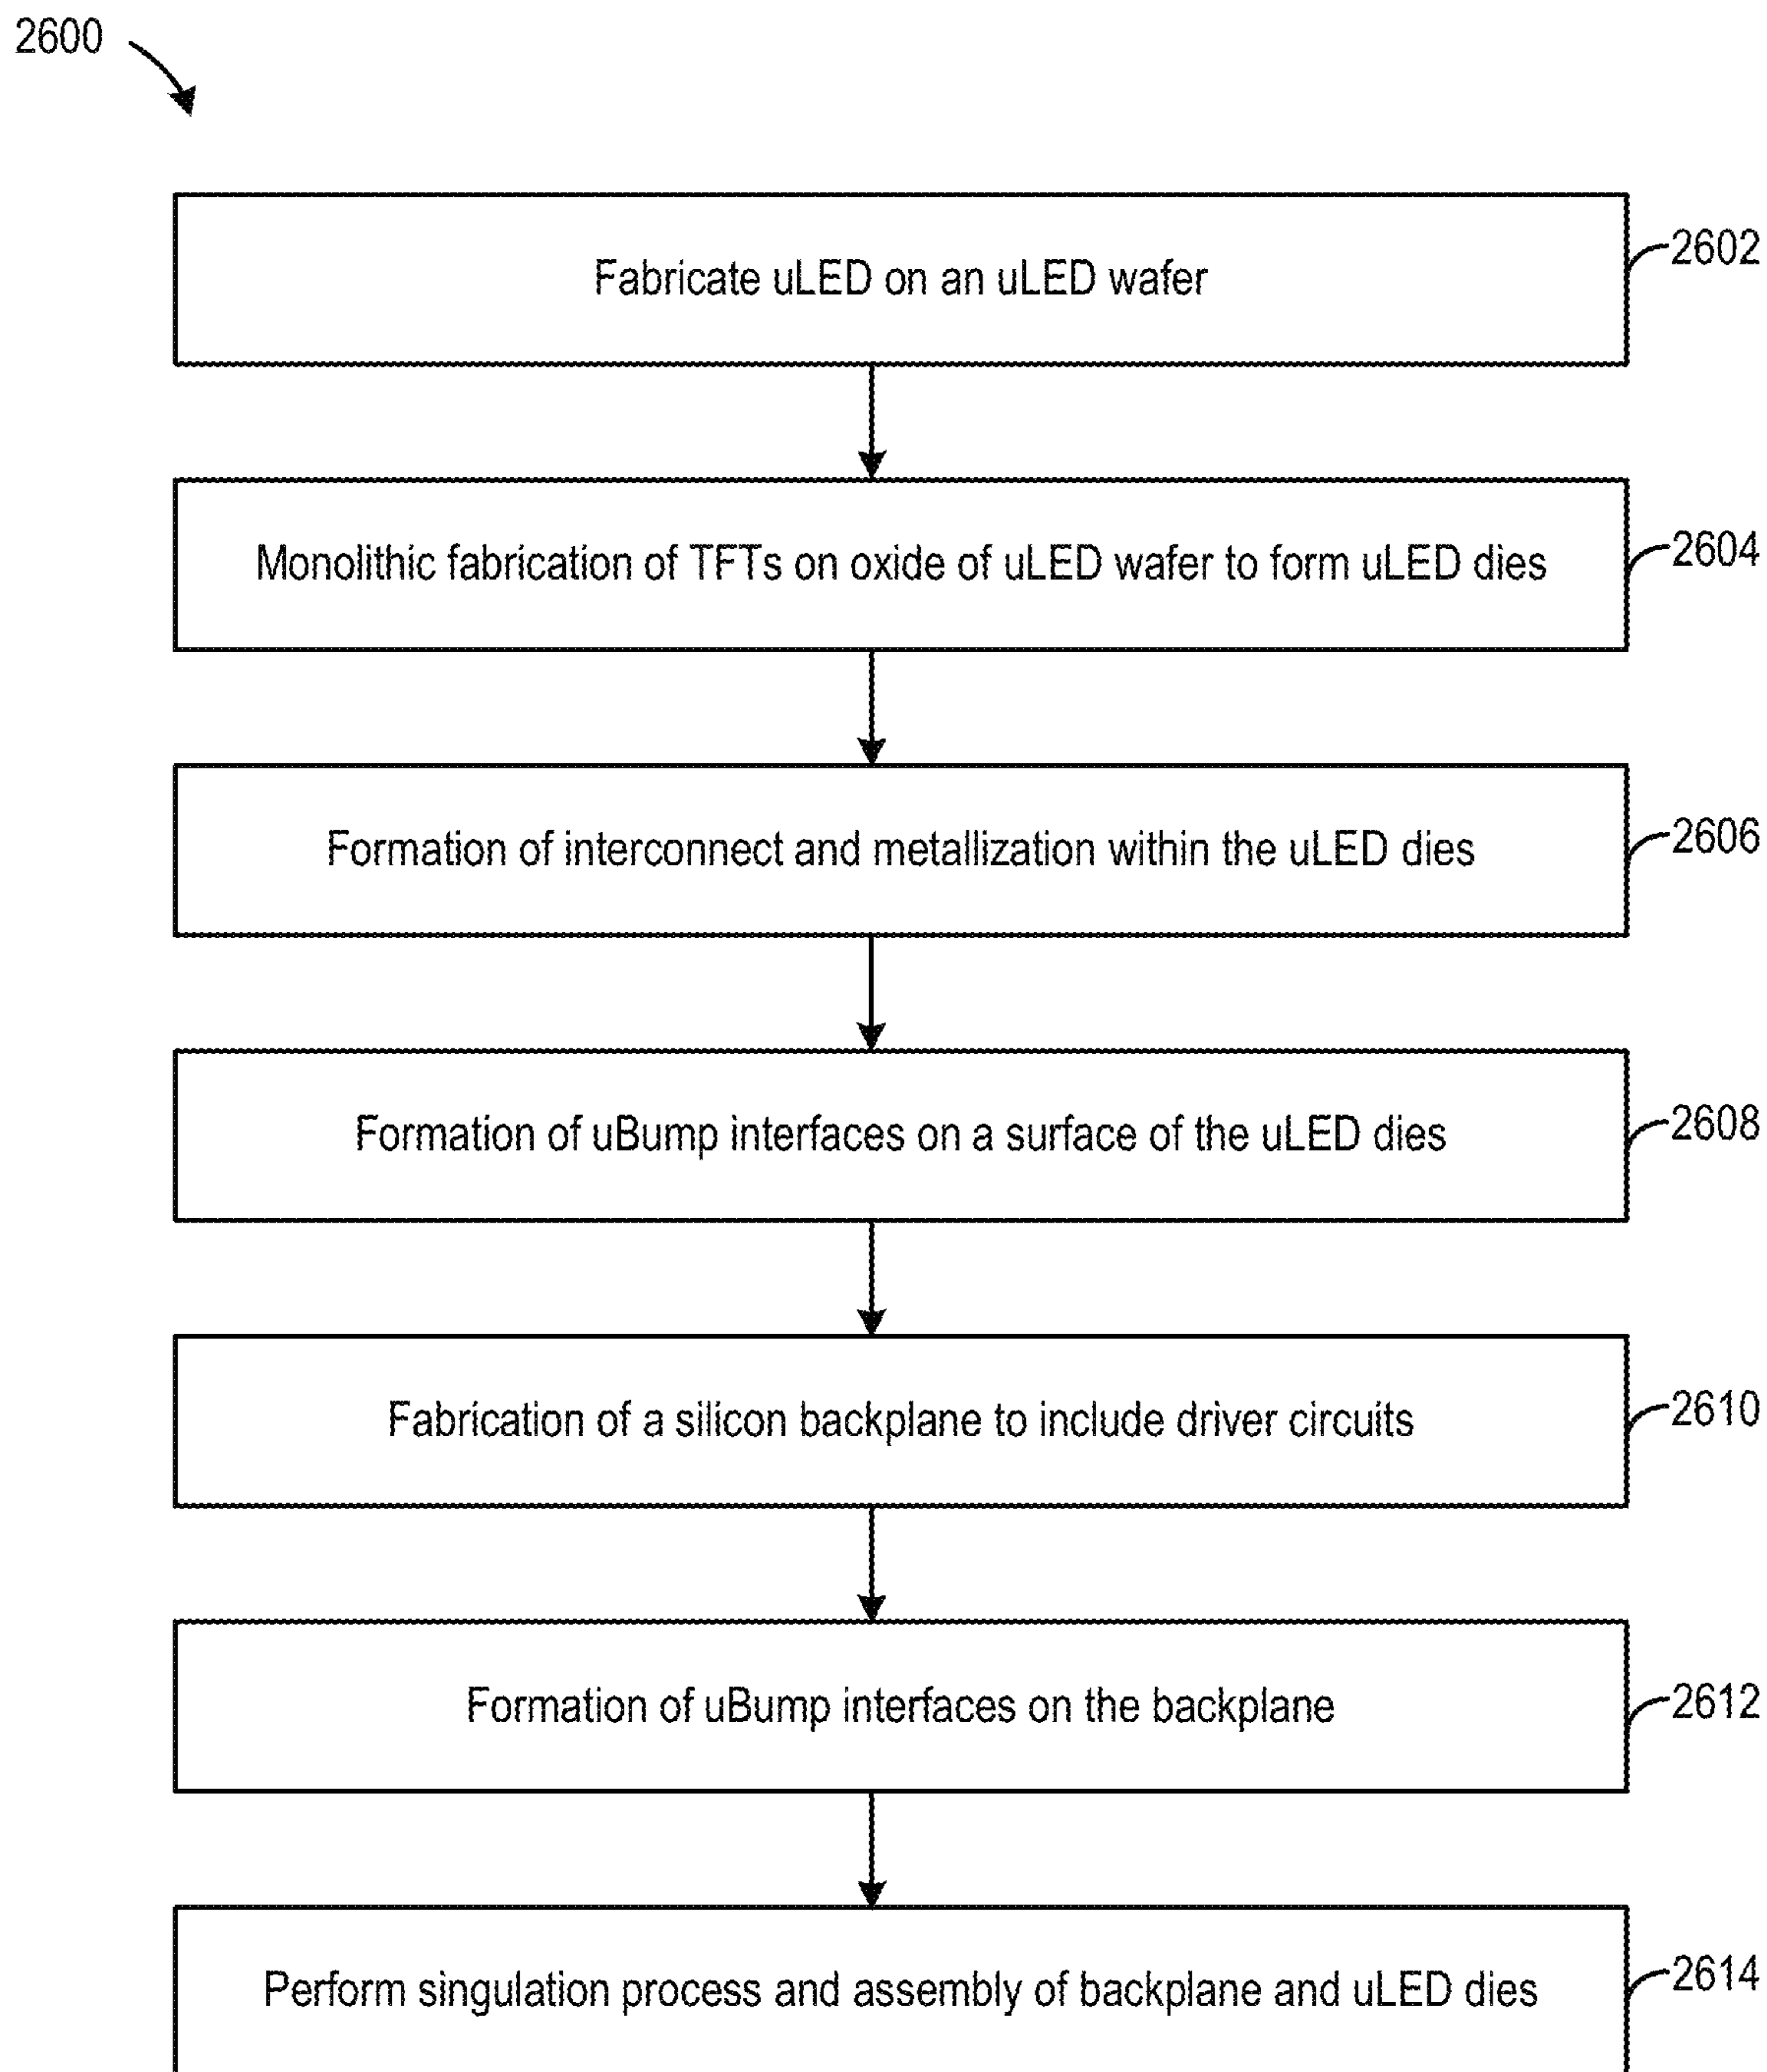 2600
Fabricate uLED on an uLED wafer
2602
Monolithic fabrication of TFTs on oxide of uLED wafer to form uLED dies
2604
Formation of interconnect and metallization within the uLED dies
2606
Formation of uBump interfaces on a surface of the uLED dies
2608
Fabrication of a silicon backplane to include driver circuits
2610
Formation of uBump interfaces on the backplane
2612
Perform singulation process and assembly of backplane and uLED dies
2614